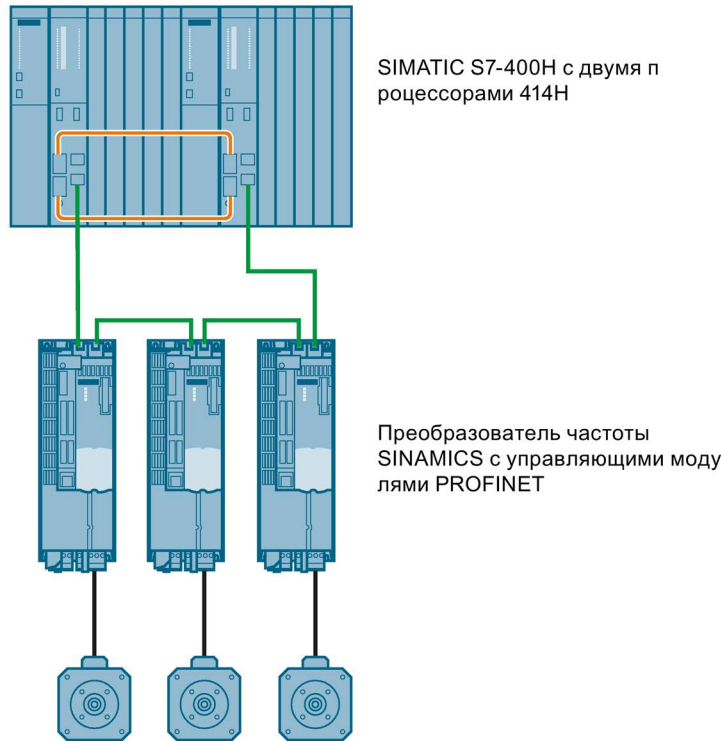 SIMATIC S7-400H с двумя п
роцессорами 414H
Преобразователь частоты
SINAMICS с управляющими моду
лями PROFINET